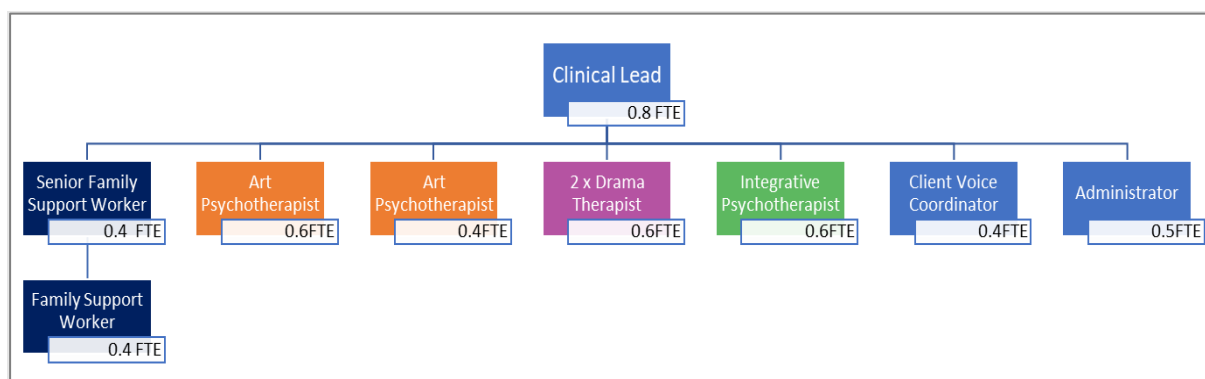 Clinical Lead
0.8 FTE
Senior Family
Support Worker
0.4 FTE
Art
Psychotherapist
0.6FTE
Art
Psychotherapist
0.4FTE
2 x Drama
Therapist
0.6FTE
Integrative
Psychotherapist
0.6FTE
Client Voice
Coordinator
0.4FTE
Administrator
0.5FTE
Family Support
Worker
0.4 FTE